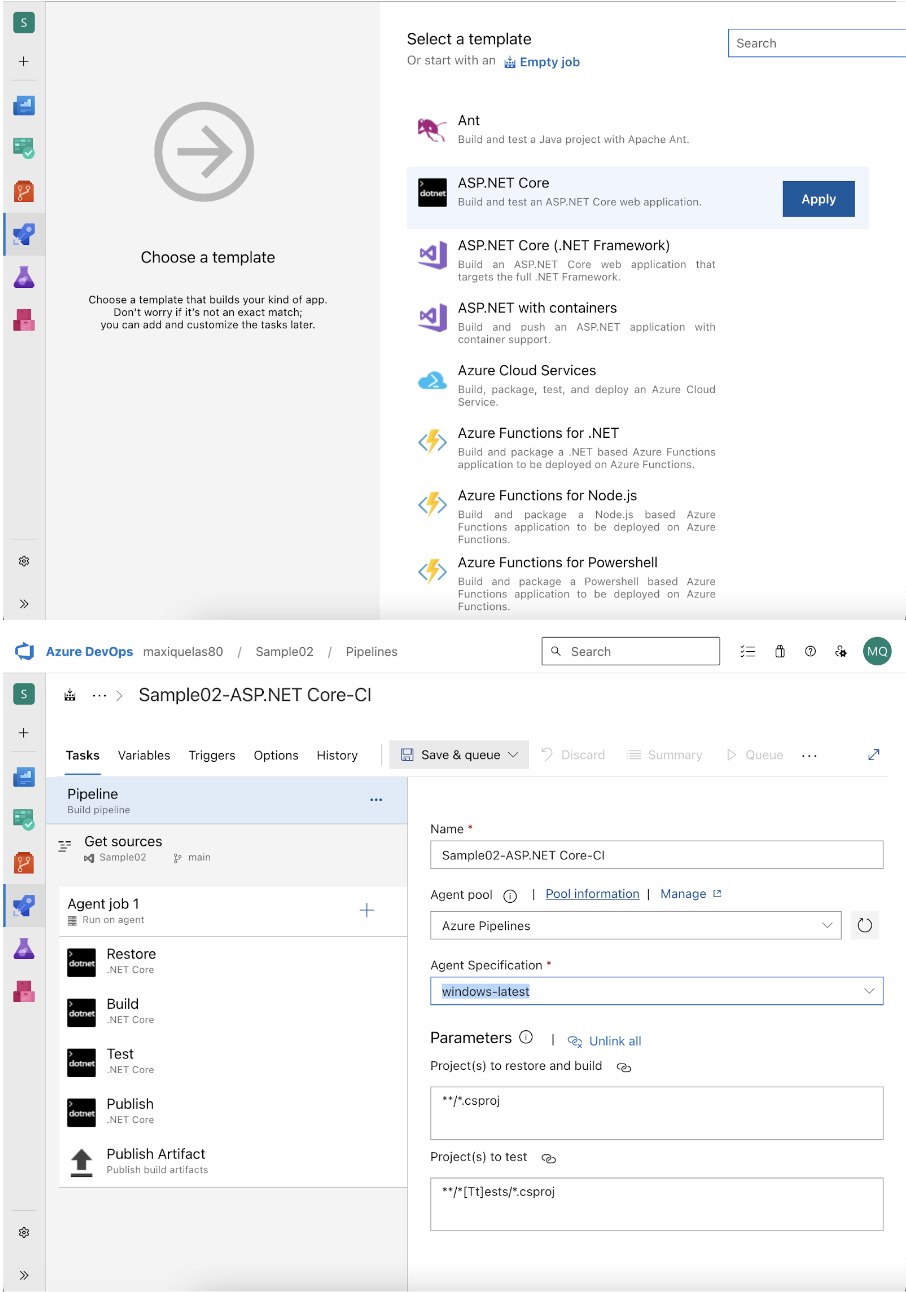 S
Select a template
Search
Or start with an Empty job
Ant
Build and test a Java project with Apache Ant.
dotnet
ASP.NET Core
Build and test an ASP.NET Core web application.
Apply
ASP.NET Core (.NET Framework)
Build an ASP.NET Core web application that
targets the full .NET Framework.
ASP.NET with containers
Build and push an ASP.NET application with
container support.
Azure Cloud Services
Build, package, test, and deploy an Azure Cloud
Service.
Azure Functions for .NET
Build and package a .NET based Azure Functions
application to be deployed on Azure Functions.
Azure Functions for Node.js
Build and package a Node.js based Azure
Functions application to be deployed on Azure
Functions.
Azure Functions for Powershell
Build and package a Powershell based Azure
Functions application to be deployed on Azure
Functions.
Choose a template
Choose a template that builds your kind of app.
Don't worry if it's not an exact match;
you can add and customize the tasks later.
Azure DevOps maxiquelas80 / Sample02 / Pipelines
Search
MQ
S
... > Sample02-ASP.NET Core-CI
Tasks Variables Triggers Options History Save & queue Discard Summary Queue ...
Pipeline
Build pipeline
...
Get sources
Sample02 main
Agent job 1
Run on agent
+
dotnet
Restore
.NET Core
dotnet
Build
.NET Core
dotnet
Test
.NET Core
dotnet
Publish
.NET Core
Publish Artifact
Publish build artifacts
Name *
Sample02-ASP.NET Core-CI
Agent pool | Pool information | Manage
Azure Pipelines
Agent Specification *
windows-latest
Parameters | Unlink all
Project(s) to restore and build
**/*.csproj
Project(s) to test
**/*[Tt]ests/*.csproj